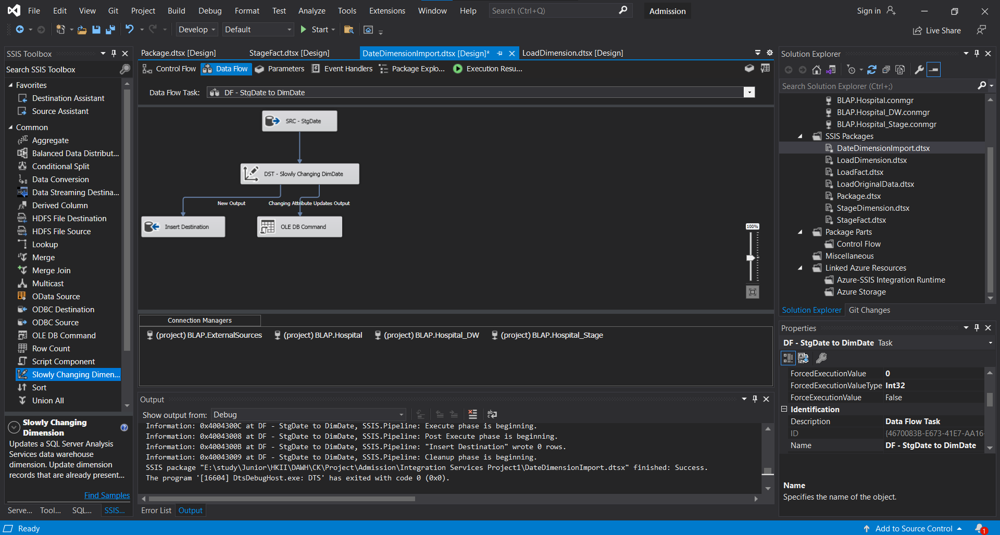 File Edit View Git Project Build Debug Format Test Analyze Tools Extensions Window Help Search (Ctrl+Q) Admission Sign in
Develop Default Start Live Share
SSIS Toolbox
Search SSIS Toolbox
Favorites
Destination Assistant
Source Assistant
Common
Aggregate
Balanced Data Distribut...
Conditional Split
Data Conversion
Data Streaming Destina...
Derived Column
HDFS File Destination
HDFS File Source
Lookup
Merge
Merge Join
Multicast
OData Source
ODBC Destination
ODBC Source
OLE DB Command
Row Count
Script Component
Slowly Changing Dimen...
Sort
Union All
Slowly Changing
Dimension
Updates a SQL Server Analysis
Services data warehouse
dimension. Update dimension
records that are already present...
Find Samples
Serve... Tool... SQL... SSIS...
Package.dtsx [Design] StageFact.dtsx [Design] DateDimensionImport.dtsx [Design]* LoadDimension.dtsx [Design]
Control Flow Data Flow Parameters Event Handlers Package Explo... Execution Resu...
Data Flow Task: DF - StgDate to DimDate
SRC - StgDate
DST - Slowly Changing DimDate
New Output Changing Attribute Updates Output
Insert Destination OLE DB Command
100%
Connection Managers
(project) BLAP.ExternalSources (project) BLAP.Hospital (project) BLAP.Hospital_DW (project) BLAP.Hospital_Stage
Output
Show output from: Debug
Information: 0x4004300C at DF - StgDate to DimDate, SSIS.Pipeline: Execute phase is beginning.
Information: 0x40043008 at DF - StgDate to DimDate, SSIS.Pipeline: Post Execute phase is beginning.
Information: 0x4004300B at DF - StgDate to DimDate, SSIS.Pipeline: "Insert Destination" wrote 0 rows.
Information: 0x40043009 at DF - StgDate to DimDate, SSIS.Pipeline: Cleanup phase is beginning.
SSIS package "E:\study\Junior\HKII\DAWH\CK\Project\Admission\Integration Services Project1\DateDimensionImport.dtsx" finished: Success.
The program '[16604] DtsDebugHost.exe: DTS' has exited with code 0 (0x0).
Error List Output
Solution Explorer
Search Solution Explorer (Ctrl+;)
BLAP.Hospital.conmgr
BLAP.Hospital_DW.conmgr
BLAP.Hospital_Stage.conmgr
SSIS Packages
DateDimensionImport.dtsx
LoadDimension.dtsx
LoadFact.dtsx
LoadOriginalData.dtsx
Package.dtsx
StageDimension.dtsx
StageFact.dtsx
Package Parts
Control Flow
Miscellaneous
Linked Azure Resources
Azure-SSIS Integration Runtime
Azure Storage
Solution Explorer Git Changes
Properties
DF - StgDate to DimDate Task
ForcedExecutionValue 0
ForcedExecutionValueType Int32
ForceExecutionValue False
Identification
Description Data Flow Task
ID {4670083B-E673-41E7-AA16-
Name DF - StgDate to DimDate
Name
Specifies the name of the object.
Ready Add to Source Control 1